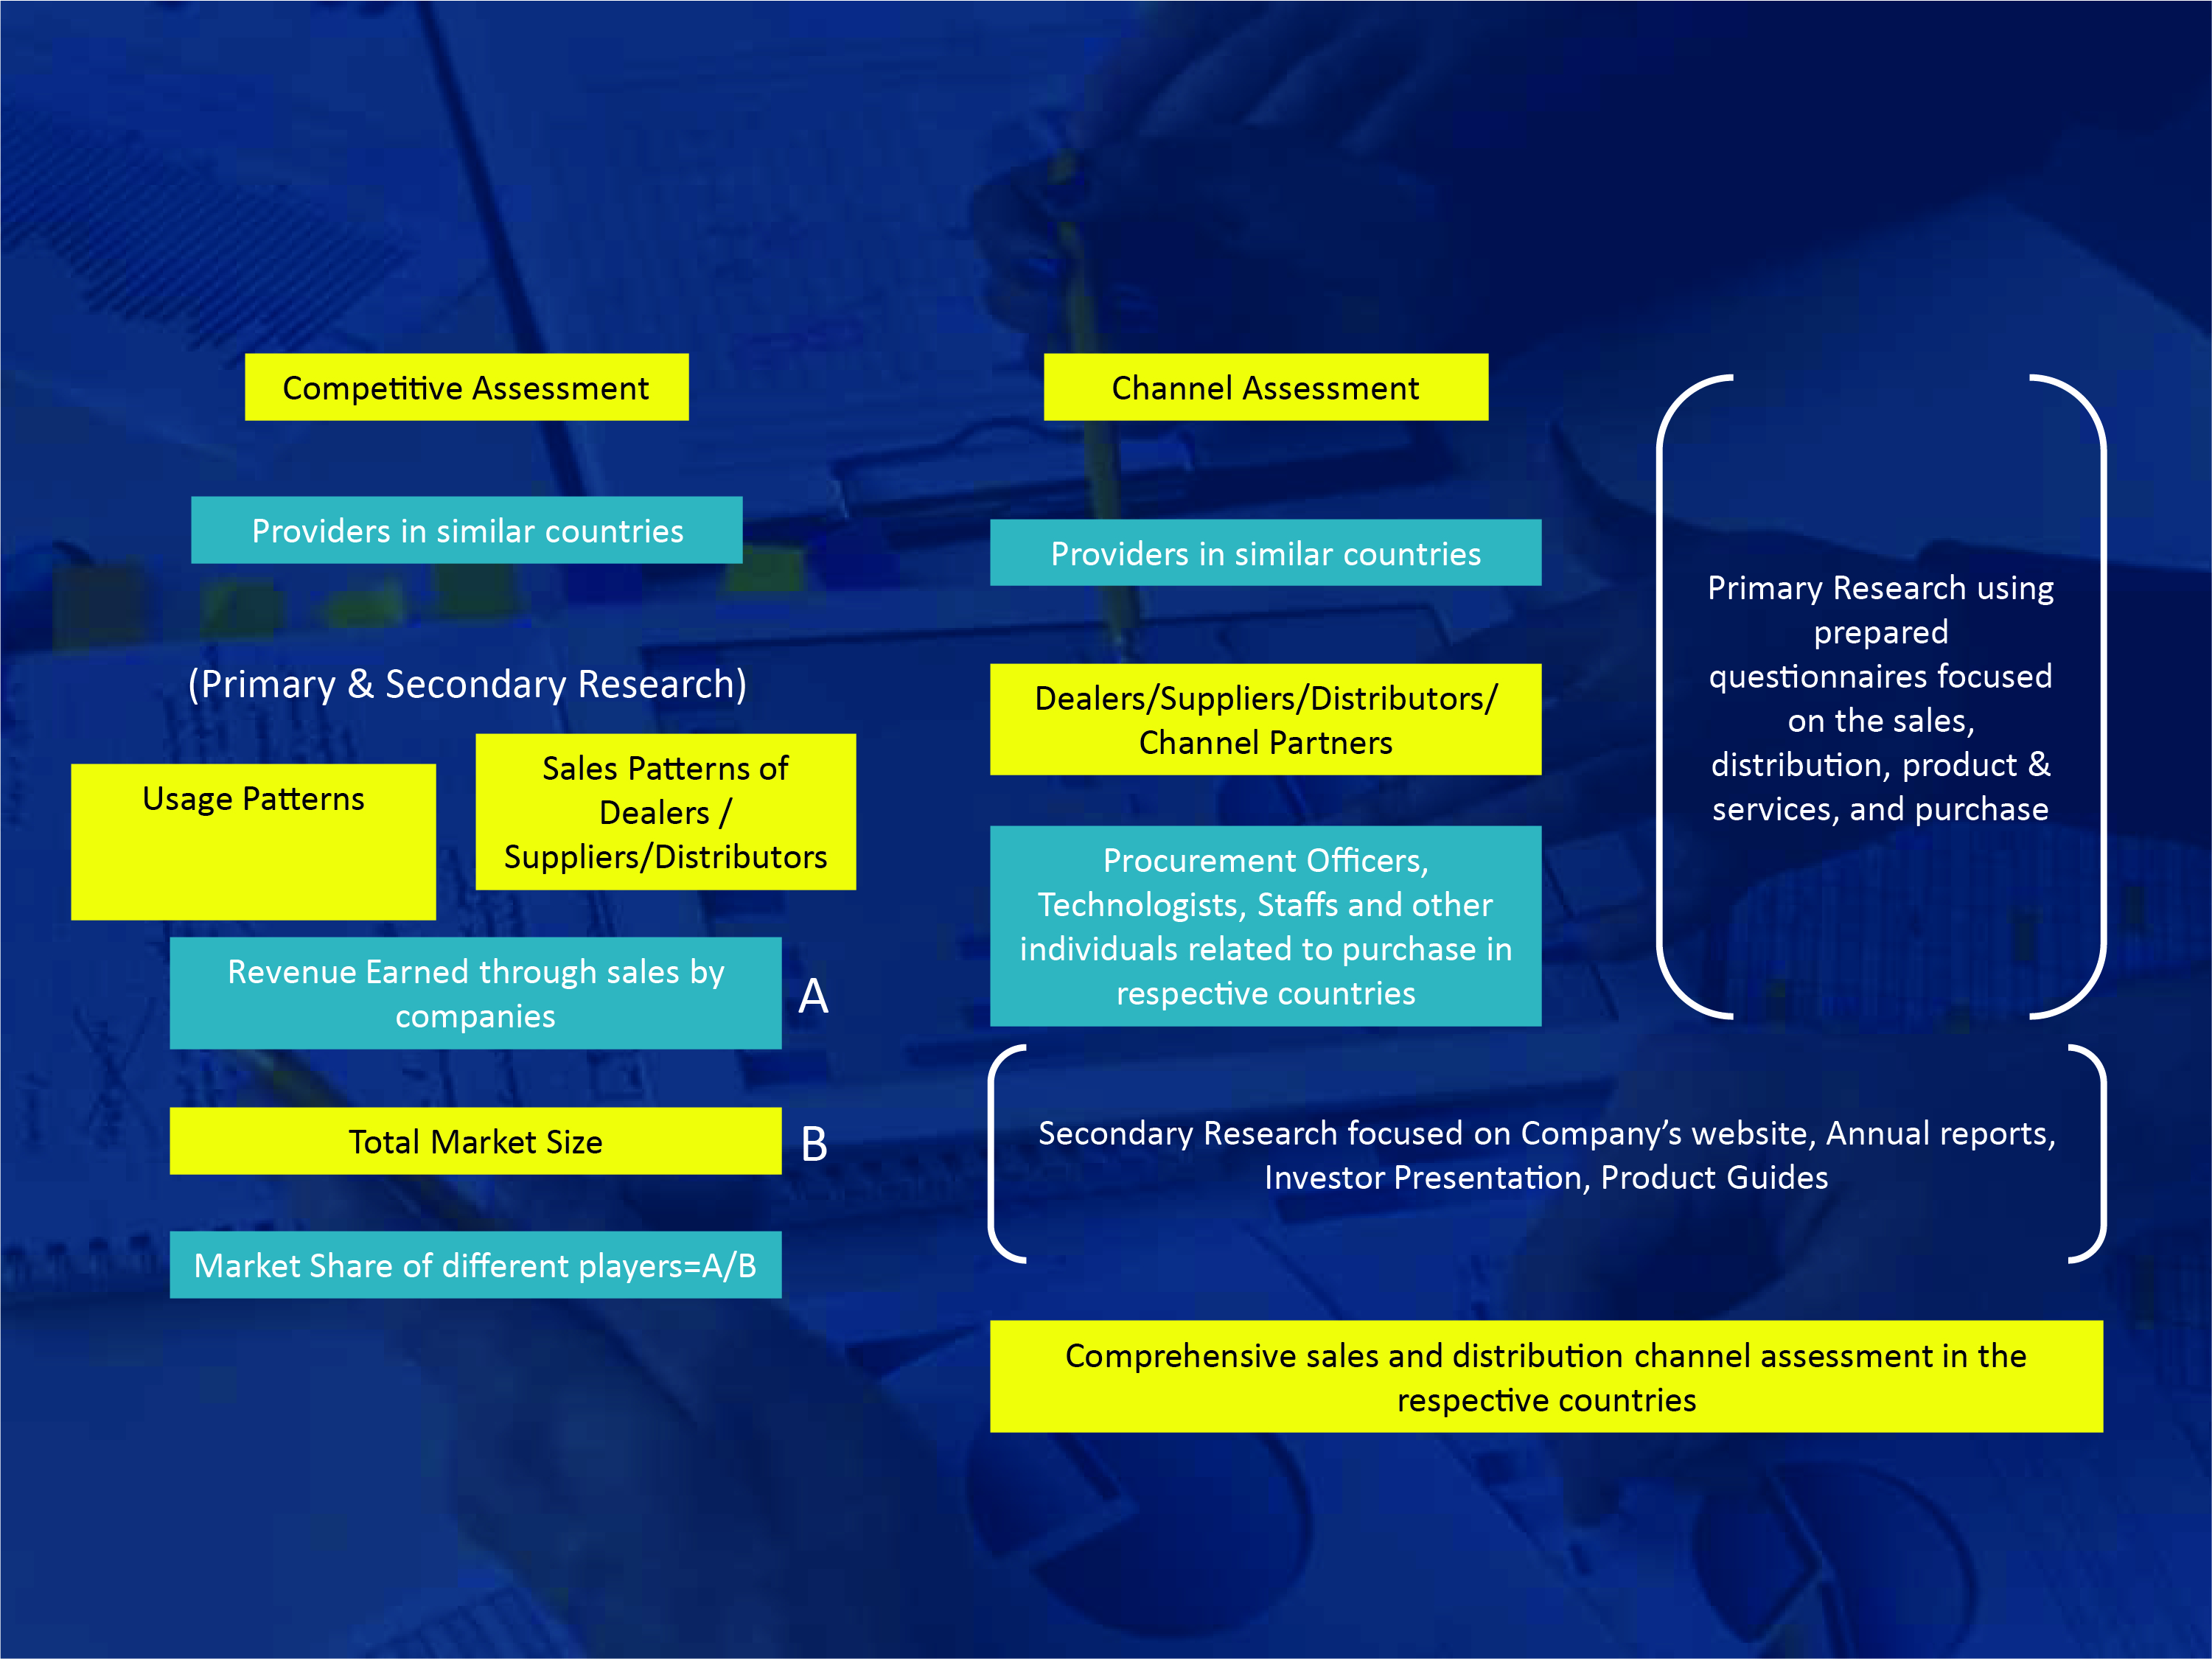 Competitive Assessment
Providers in similar countries
(Primary & Secondary Research)
Usage Patterns
Sales Patterns of
Dealers /
Suppliers/Distributors
Revenue Earned through sales by
companies
A
Total Market Size
B
Market Share of different players=A/B
Channel Assessment
Providers in similar countries
Dealers/Suppliers/Distributors/
Channel Partners
Procurement Officers,
Technologists, Staffs and other
individuals related to purchase in
respective countries
Primary Research using
prepared
questionnaires focused
on the sales,
distribution, product &
services, and purchase
Secondary Research focused on Company’s website, Annual reports,
Investor Presentation, Product Guides
Comprehensive sales and distribution channel assessment in the
respective countries